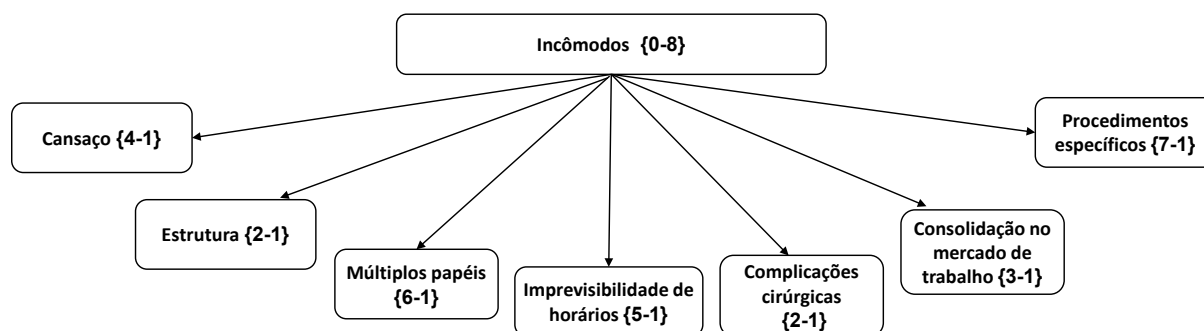 Incômodos {0-8}
Cansaço {4-1}
Procedimentos
específicos {7-1}
Estrutura {2-1}
Consolidação no
mercado de
trabalho {3-1}
Múltiplos papéis
{6-1}
Imprevisibilidade de
horários {5-1}
Complicações
cirúrgicas
{2-1}